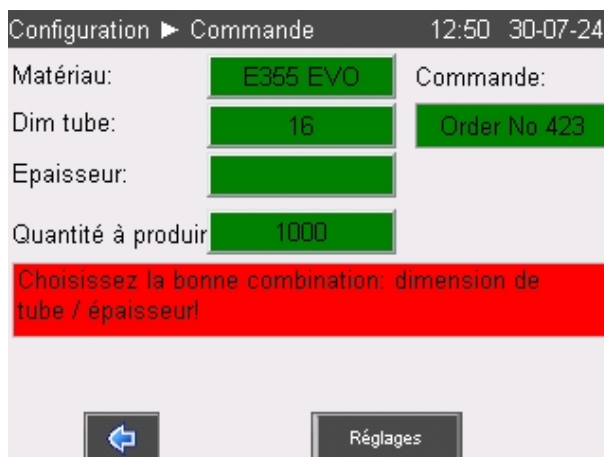 Configuration ► Commande 12:50 30-07-24
Matériau: E355 EVO Commande:
Dim tube: 16 Order No 423
Epaisseur:
Quantité à produir 1000
Choisissez la bonne combination: dimension de
tube / épaisseur!
Réglages